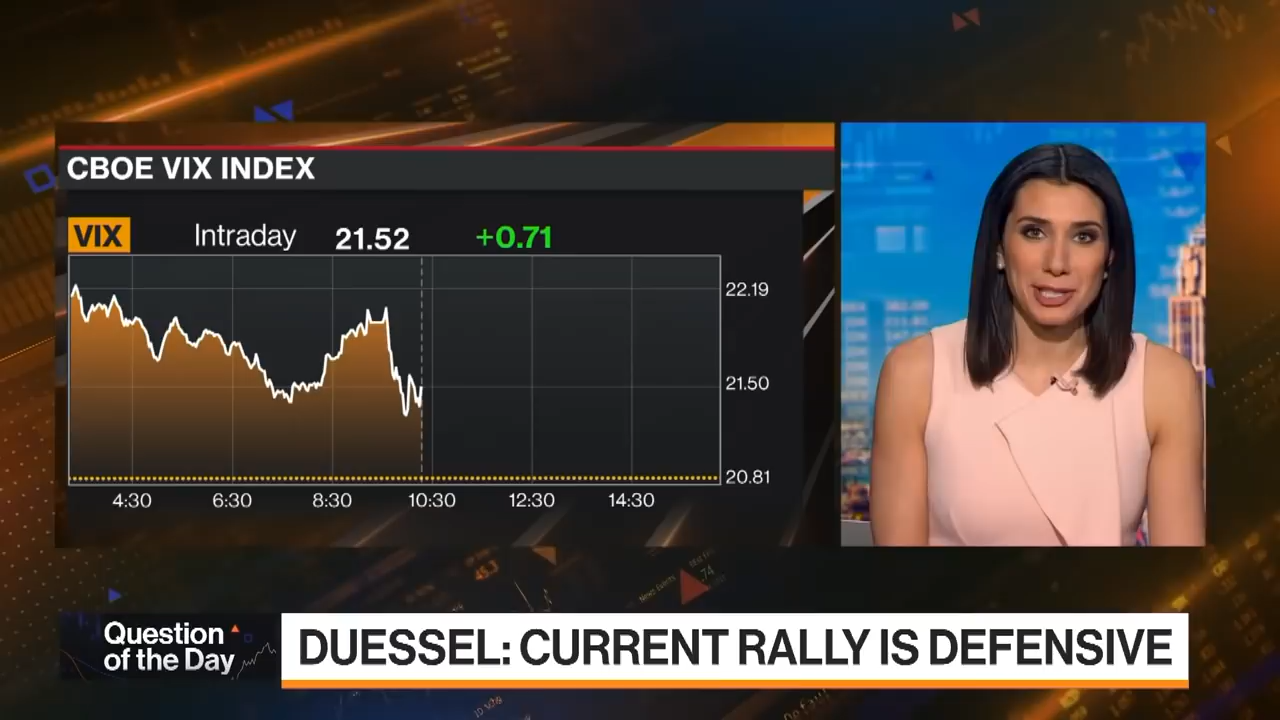 CBOE VIX INDEX
VIX Intraday 21.52 +0.71
22.19
21.50
20.81
4:30 6:30 8:30 10:30 12:30 14:30
Question
of the Day
DUESSEL: CURRENT RALLY IS DEFENSIVE